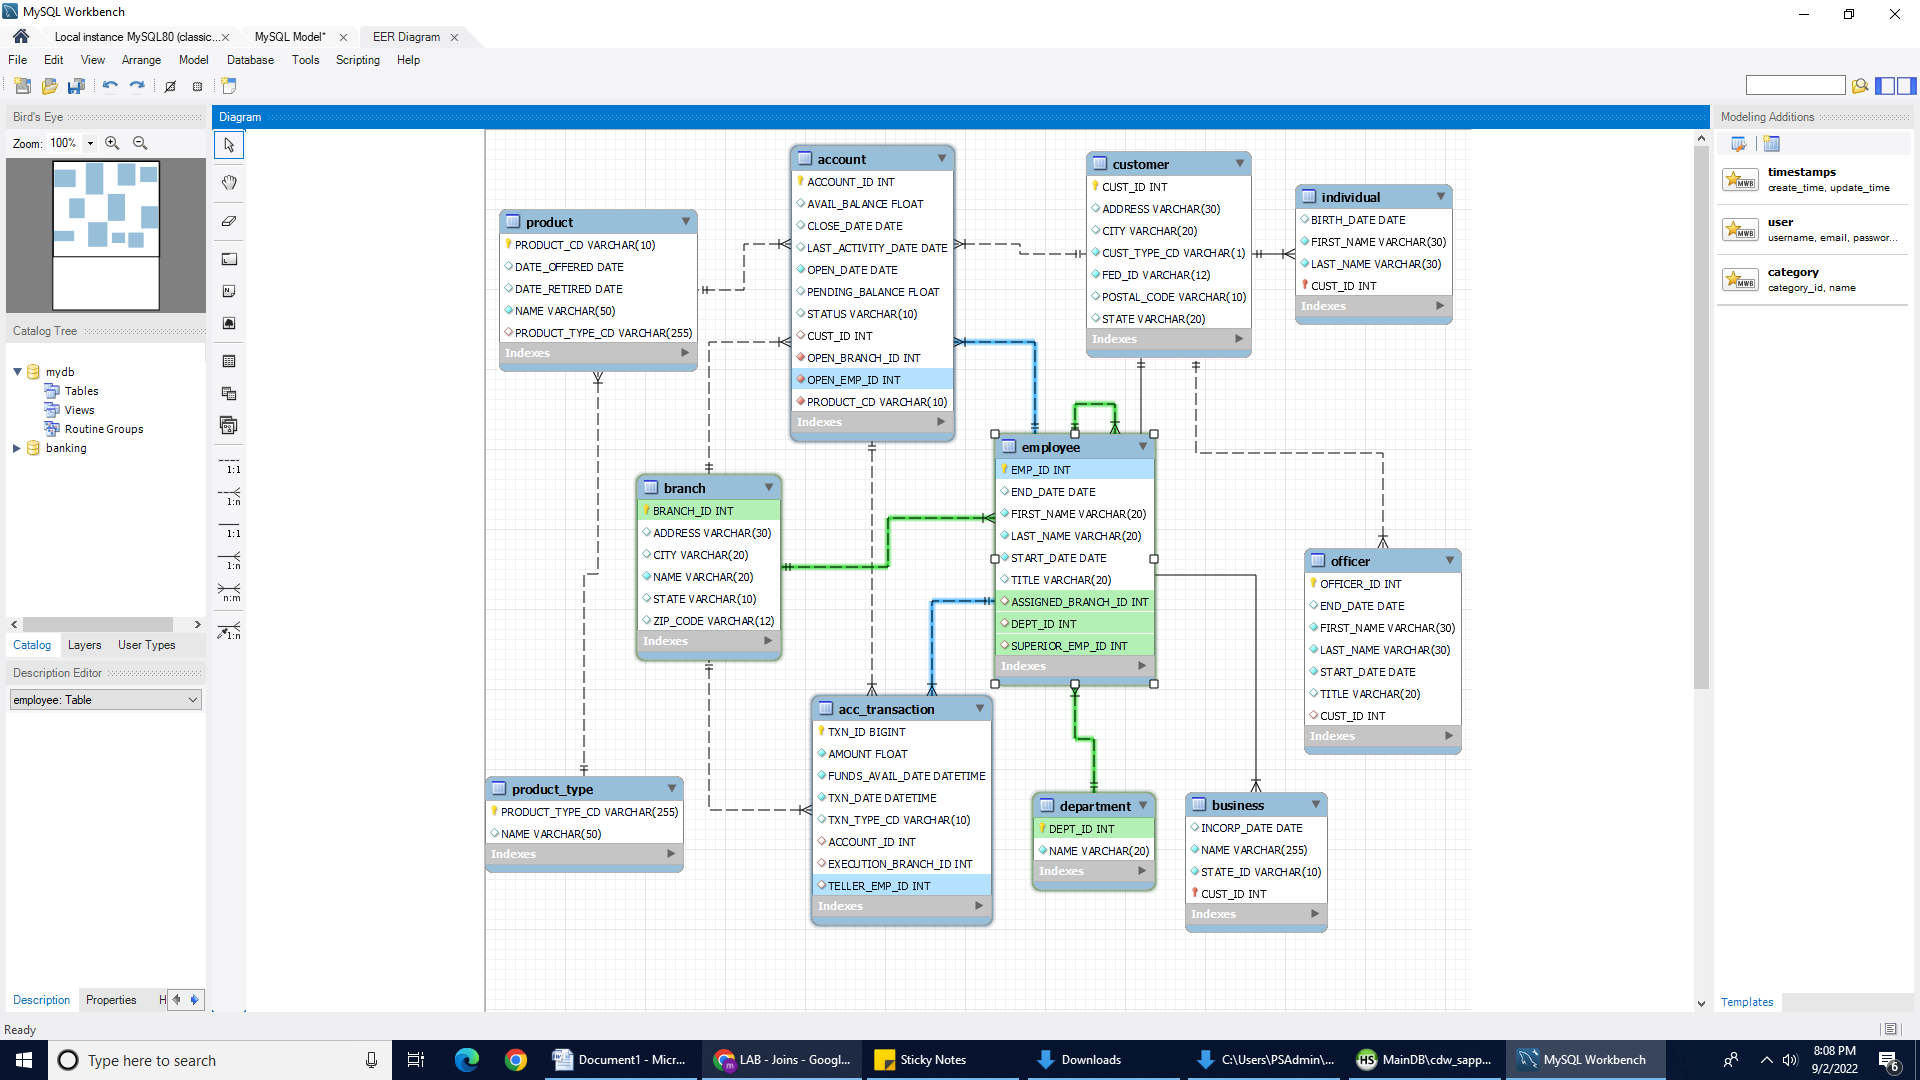 MySQL Workbench
Local instance MySQL80 (classic... MySQL Model* EER Diagram
File Edit View Arrange Model Database Tools Scripting Help
Bird's Eye
Zoom: 100%
Catalog Tree
mydb
Tables
Views
Routine Groups
banking
Catalog Layers User Types
Description Editor
employee: Table
Description Properties H
Ready
1:1
1:n
1:1
1:n
n:m
1:n
Diagram
product
PRODUCT_CD VARCHAR(10)
DATE_OFFERED DATE
DATE_RETIRED DATE
NAME VARCHAR(50)
PRODUCT_TYPE_CD VARCHAR(255)
Indexes
account
ACCOUNT_ID INT
AVAIL_BALANCE FLOAT
CLOSE_DATE DATE
LAST_ACTIVITY_DATE DATE
OPEN_DATE DATE
PENDING_BALANCE FLOAT
STATUS VARCHAR(10)
CUST_ID INT
OPEN_BRANCH_ID INT
OPEN_EMP_ID INT
PRODUCT_CD VARCHAR(10)
Indexes
customer
CUST_ID INT
ADDRESS VARCHAR(30)
CITY VARCHAR(20)
CUST_TYPE_CD VARCHAR(1)
FED_ID VARCHAR(12)
POSTAL_CODE VARCHAR(10)
STATE VARCHAR(20)
Indexes
individual
BIRTH_DATE DATE
FIRST_NAME VARCHAR(30)
LAST_NAME VARCHAR(30)
CUST_ID INT
Indexes
branch
BRANCH_ID INT
ADDRESS VARCHAR(30)
CITY VARCHAR(20)
NAME VARCHAR(20)
STATE VARCHAR(10)
ZIP_CODE VARCHAR(12)
Indexes
employee
EMP_ID INT
END_DATE DATE
FIRST_NAME VARCHAR(20)
LAST_NAME VARCHAR(20)
START_DATE DATE
TITLE VARCHAR(20)
ASSIGNED_BRANCH_ID INT
DEPT_ID INT
SUPERIOR_EMP_ID INT
Indexes
officer
OFFICER_ID INT
END_DATE DATE
FIRST_NAME VARCHAR(30)
LAST_NAME VARCHAR(30)
START_DATE DATE
TITLE VARCHAR(20)
CUST_ID INT
Indexes
product_type
PRODUCT_TYPE_CD VARCHAR(255)
NAME VARCHAR(50)
Indexes
acc_transaction
TXN_ID BIGINT
AMOUNT FLOAT
FUNDS_AVAIL_DATE DATETIME
TXN_DATE DATETIME
TXN_TYPE_CD VARCHAR(10)
ACCOUNT_ID INT
EXECUTION_BRANCH_ID INT
TELLER_EMP_ID INT
Indexes
department
DEPT_ID INT
NAME VARCHAR(20)
Indexes
business
INCORP_DATE DATE
NAME VARCHAR(255)
STATE_ID VARCHAR(10)
CUST_ID INT
Indexes
Modeling Additions
MWB
timestamps
create_time, update_time
MWB
user
username, email, passwor...
MWB
category
category_id, name
Templates
Type here to search
Document1 - Micr...
m
LAB - Joins - Googl...
Sticky Notes
Downloads
C:\Users\PSAdmin\...
HS
MainDB\cdw_sapp...
MySQL Workbench
8:08 PM
9/2/2022
6